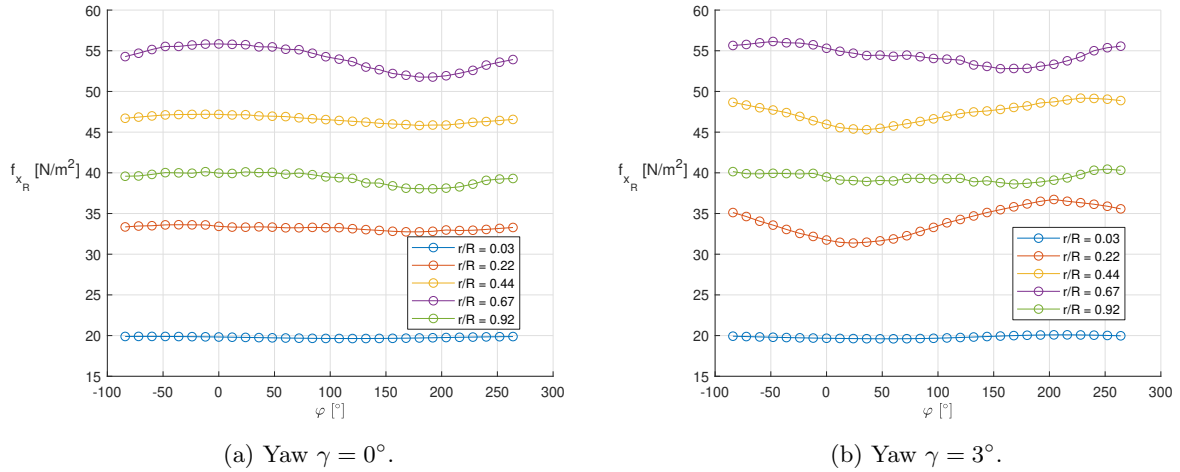 60
55
50
45
40
35
30
25
20
15
f_{x_R} [N/m²]
-100 -50 0 50 100 150 200 250 300
φ [°]
r/R = 0.03
r/R = 0.22
r/R = 0.44
r/R = 0.67
r/R = 0.92
(a) Yaw γ = 0°.
60
55
50
45
40
35
30
25
20
15
f_{x_R} [N/m²]
-100 -50 0 50 100 150 200 250 300
φ [°]
r/R = 0.03
r/R = 0.22
r/R = 0.44
r/R = 0.67
r/R = 0.92
(b) Yaw γ = 3°.